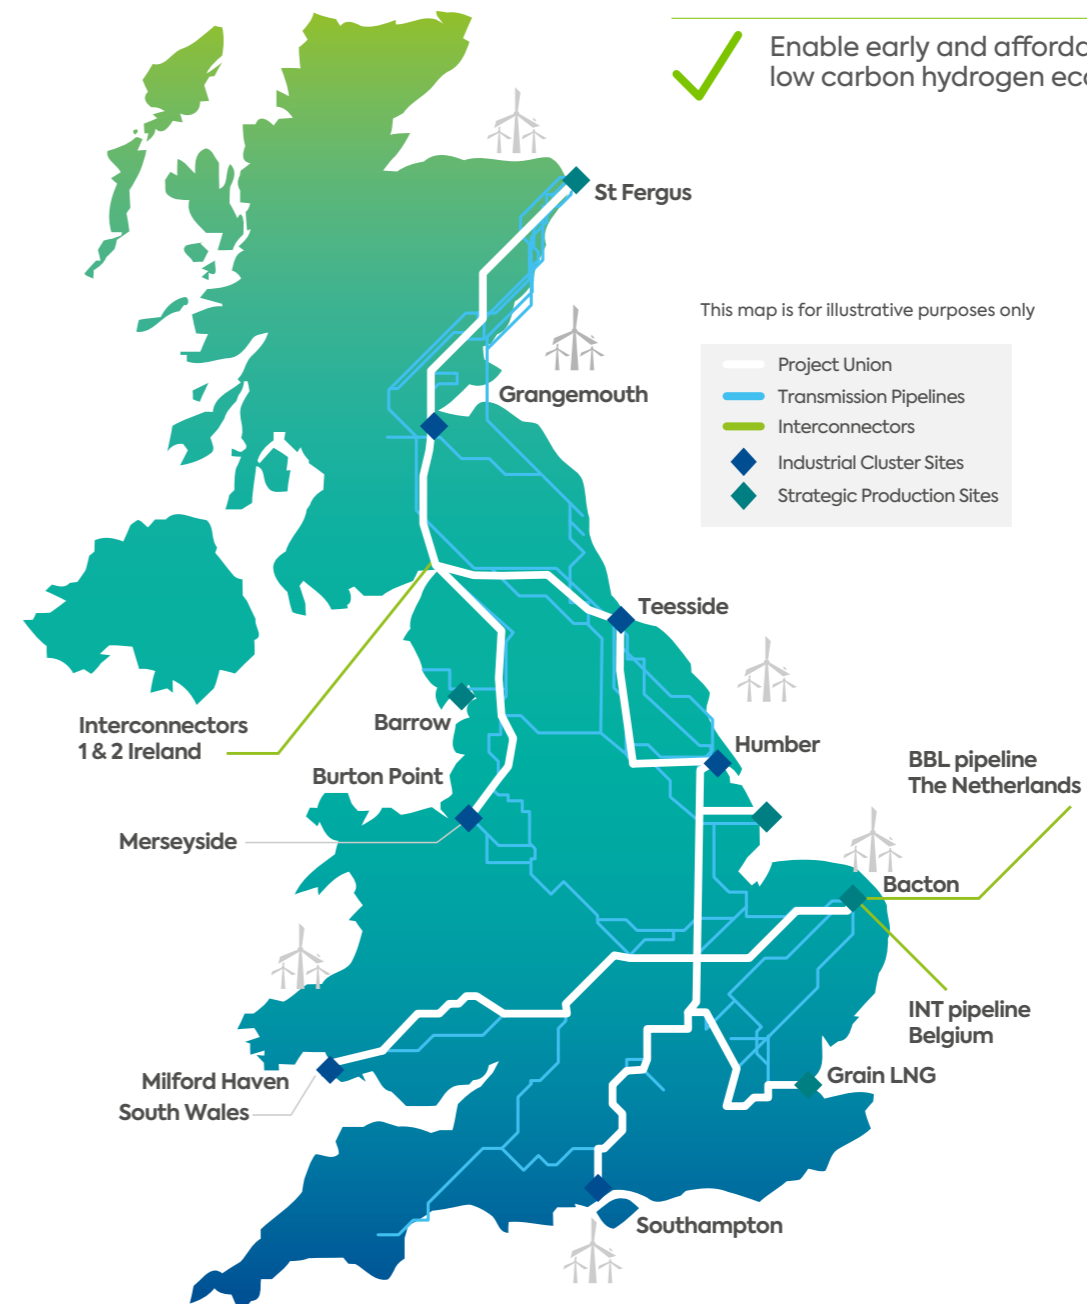 Enable early and
low carbon hydrogen
St Fergus
This map is for illustrative purposes only
Project Union
Transmission Pipelines
Interconnectors
Industrial Cluster Sites
Strategic Production Sites
Grangemouth
Teesside
Interconnectors
1 & 2 Ireland
Barrow
Humber
BBL pipeline
The Netherlands
Burton Point
Merseyside
Bacton
INT pipeline
Belgium
Milford Haven
South Wales
Grain LNG
Southampton